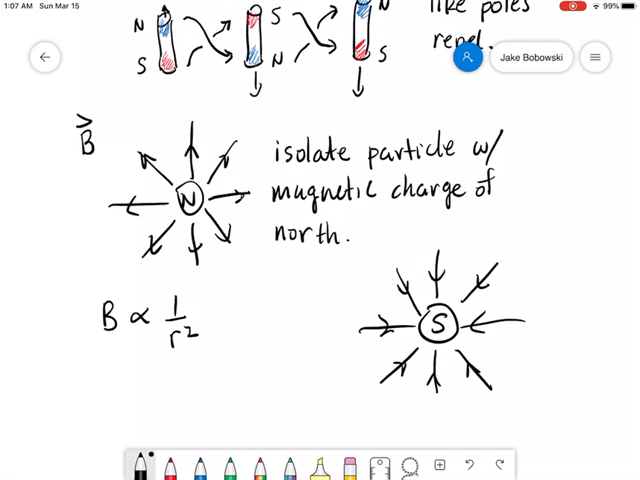 1:07 AM Sun Mar 15
99%
N S N like poles
S N S repel.
Jake Bobowski
B
N
isolate particle w/
magnetic charge of
north.
B ∝ 1/r²
S